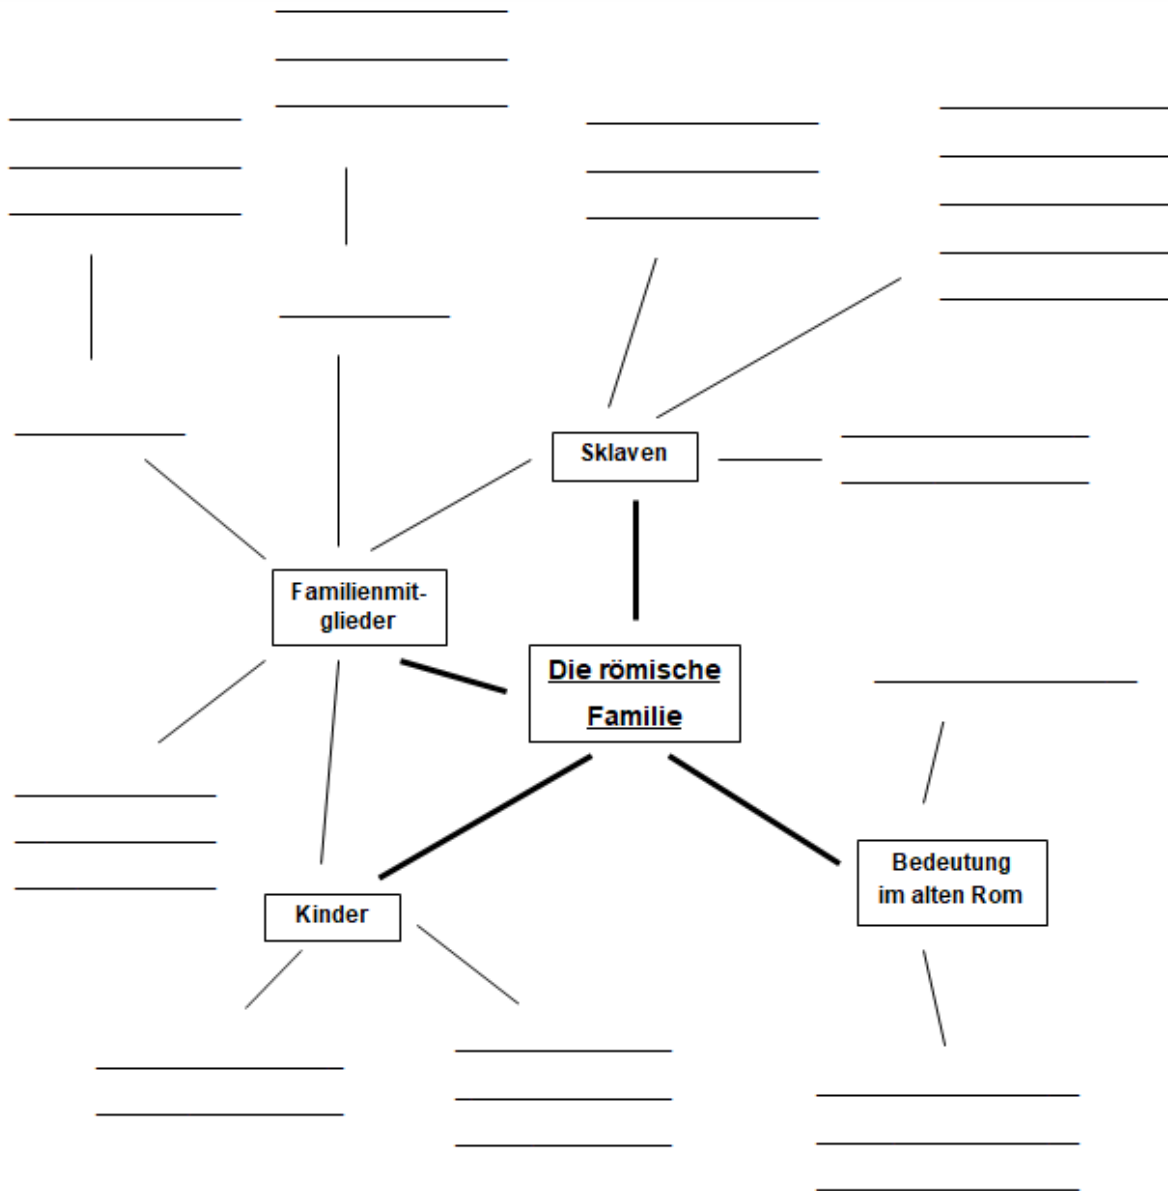 Sklaven
Familienmit-
glieder
Die römische
Familie
Bedeutung
im alten Rom
Kinder